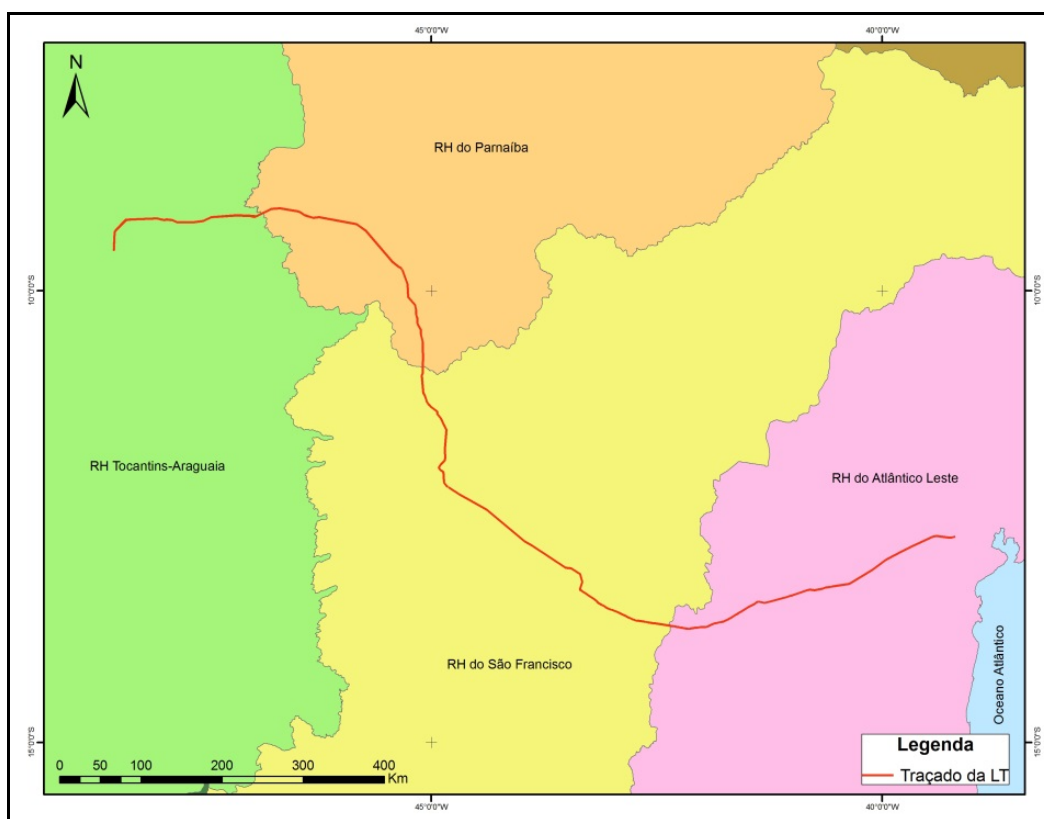 45°0'0"W
40°0'0"W
N
RH do Parnaíba
10°0'0"S
10°0'0"S
RH Tocantins-Araguaia
RH do Atlântico Leste
RH do São Francisco
Oceano Atlântico
15°0'0"S
15°0'0"S
Legenda
Traçado da LT
0 50 100 200 300 400
Km
45°0'0"W
40°0'0"W